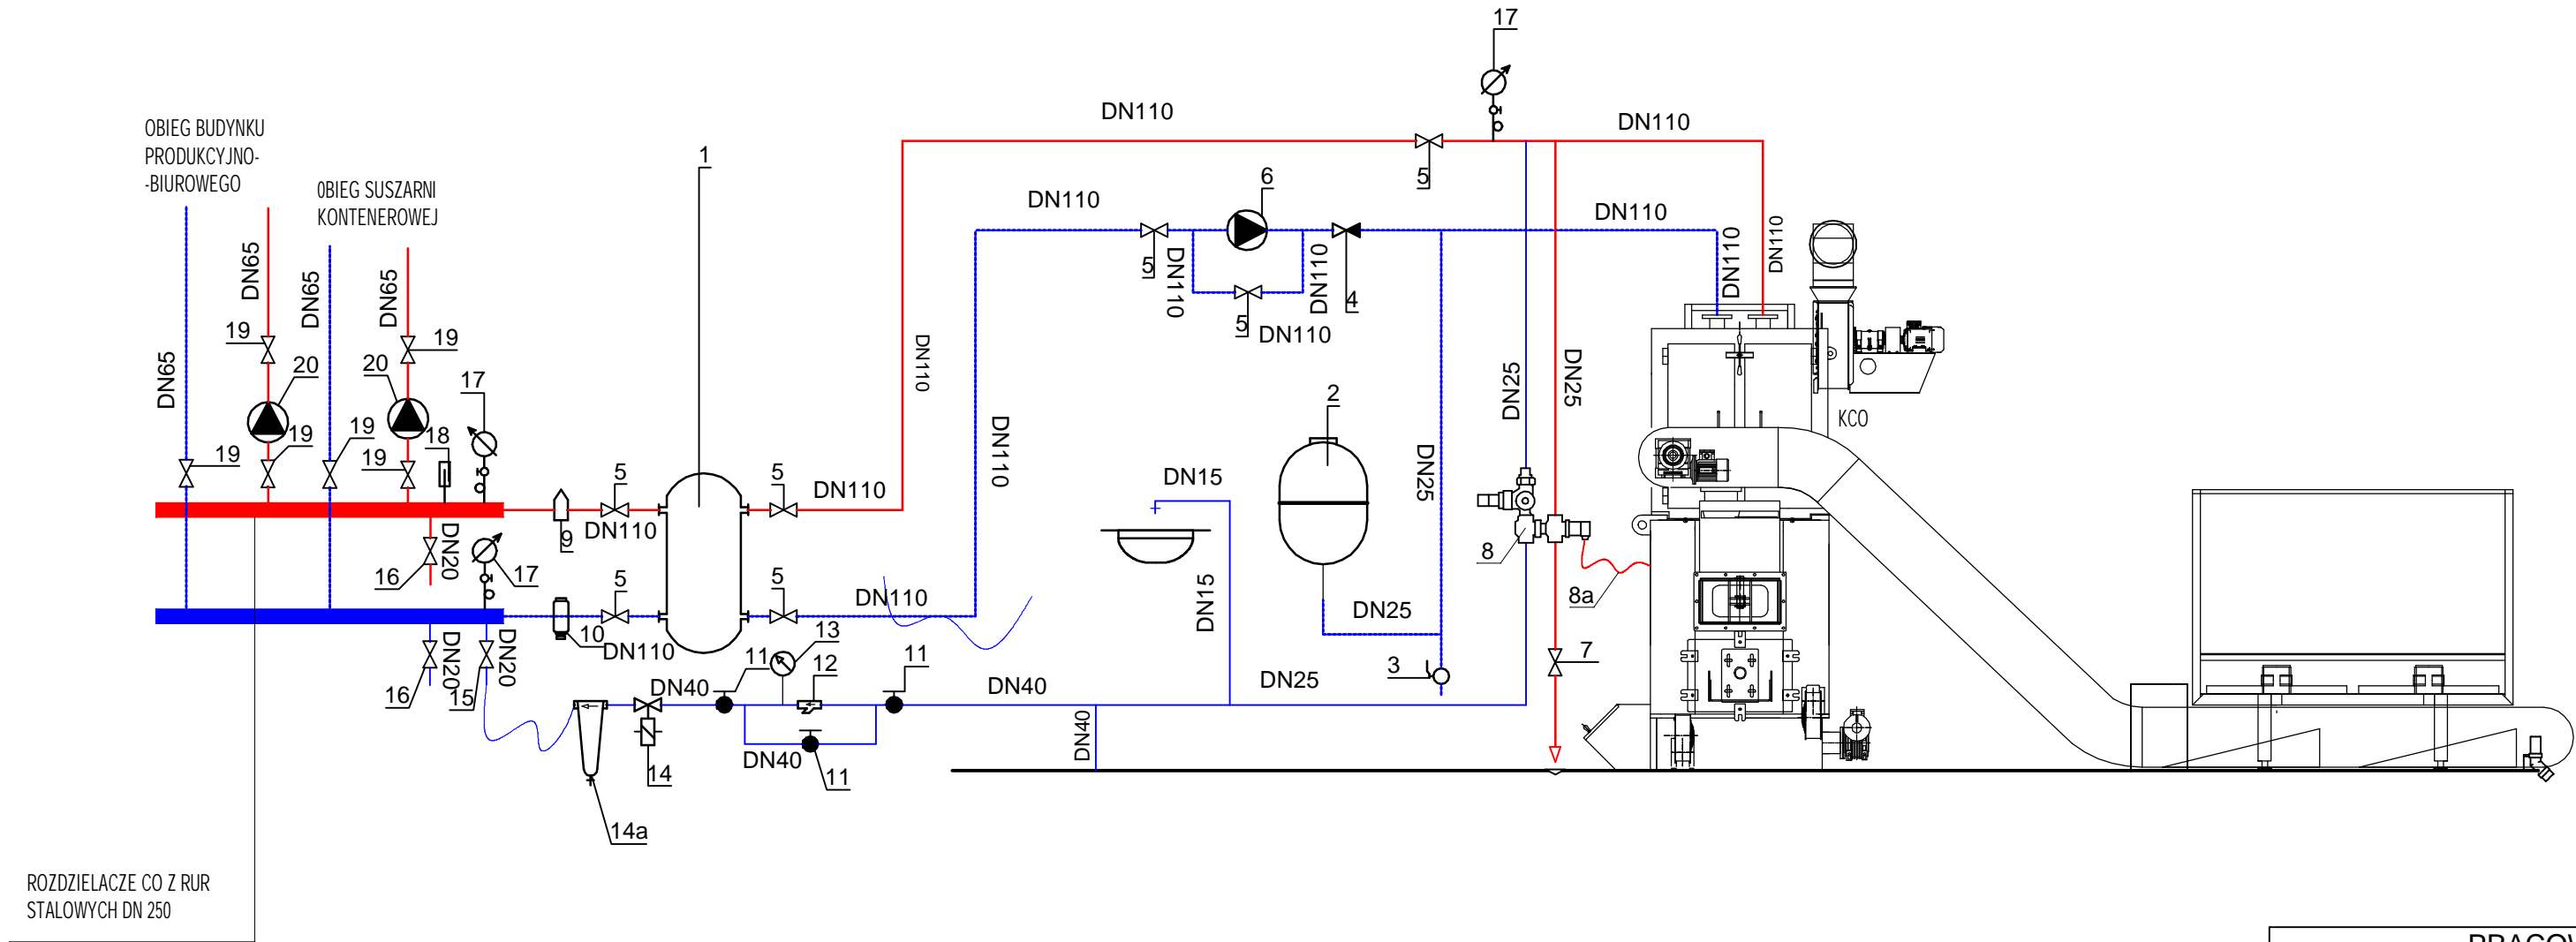 17
DN110
DN110
OBIEG BUDYNKU
PRODUKCYJNO-
-BIUROWEGO
1
0BIEG SUSZARNI
KONTENEROWEJ
5
6
DN110
DN110
DN65
DN65
DN65
DN65
5
DN110
5
DN110
DN110
4
DN110
DN110
19
19
20
20
17
DN110
DN25
DN25
2
KCO
19
19
19
19
18
DN110
DN25
5
5
DN110
DN15
9
DN110
8
DN20
16
17
5
5
DN110
DN15
DN25
8a
10
DN110
DN20
DN20
16
15
13
11
12
11
3
7
DN40
DN40
DN25
DN40
14
DN40
11
14a
ROZDZIELACZE CO Z RUR
STALOWYCH DN 250